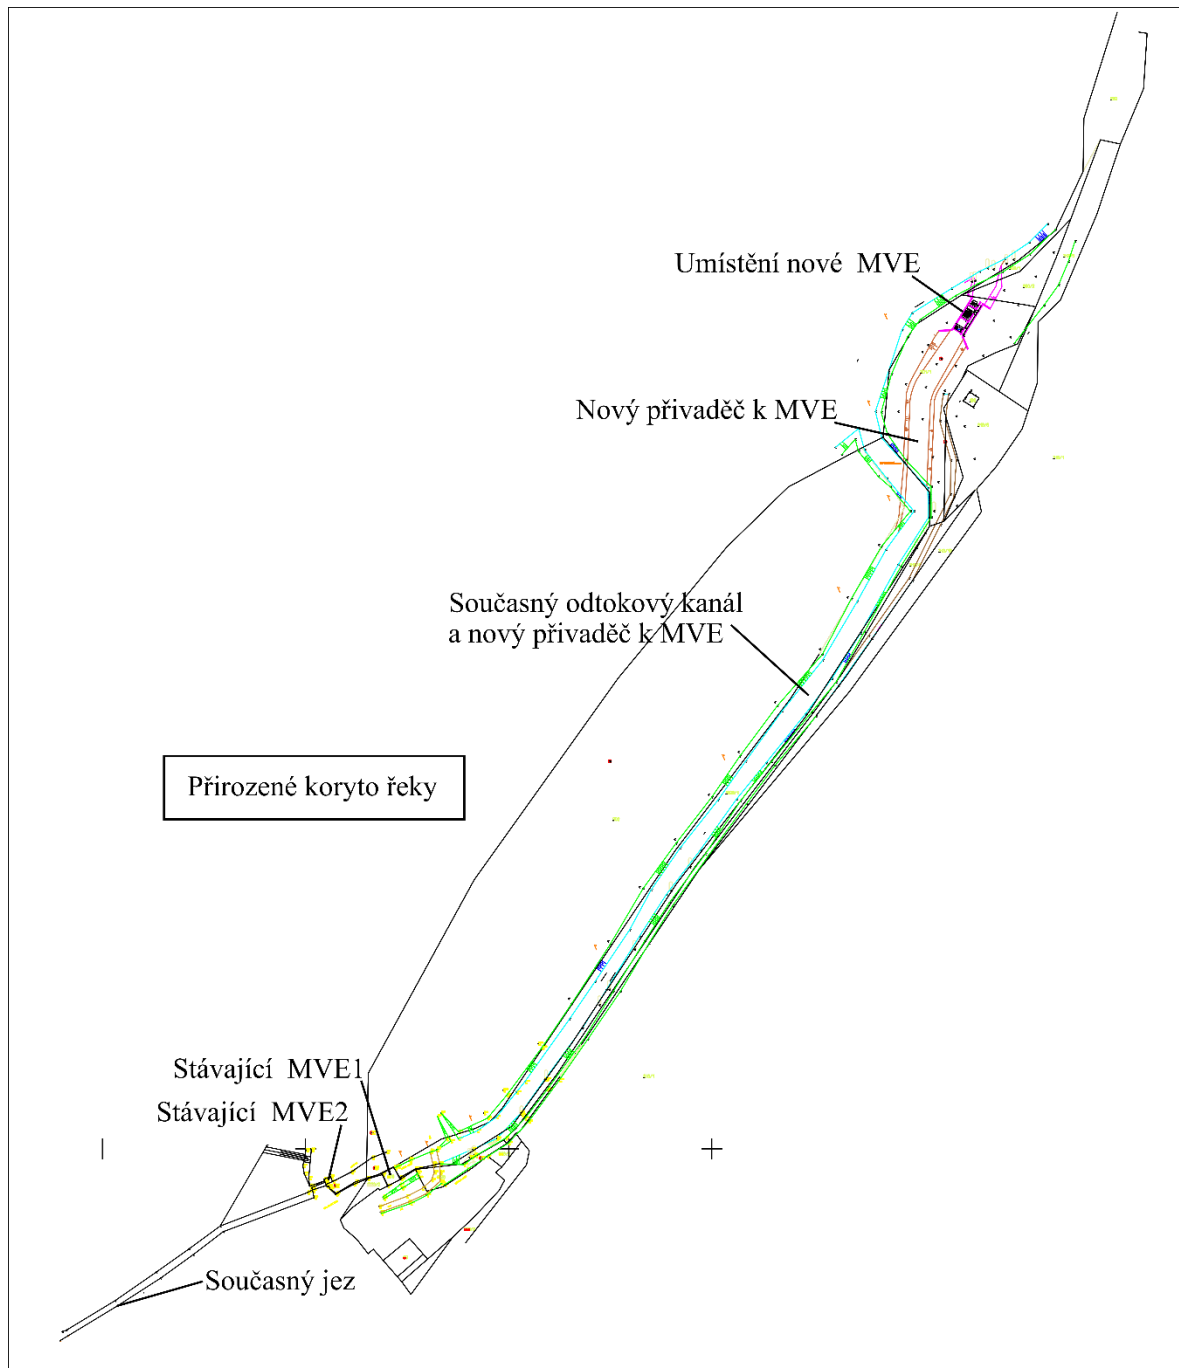 Umístění nové MVE
Nový přivaděč k MVE
Současný odtokový kanál
a nový přivaděč k MVE
Přirozené koryto řeky
Stávající MVE1
Stávající MVE2
Současný jez